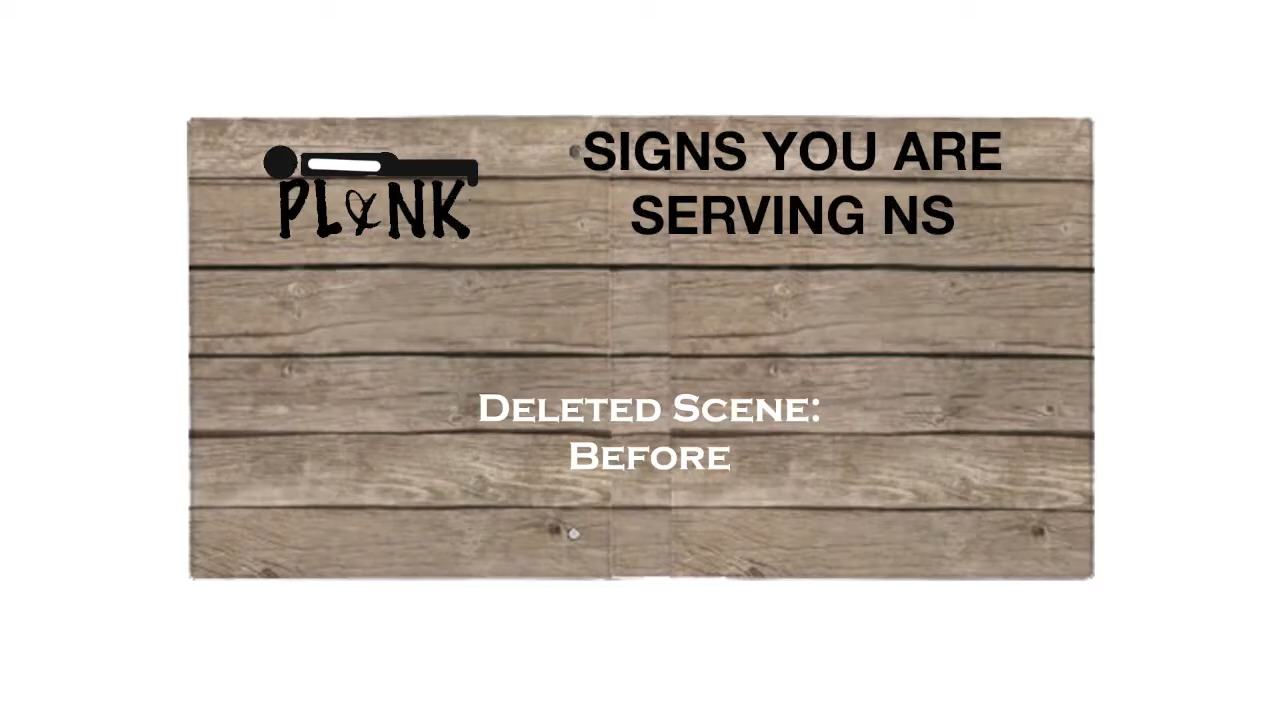 PLANK
SIGNS YOU ARE
SERVING NS
DELETED SCENE:
BEFORE